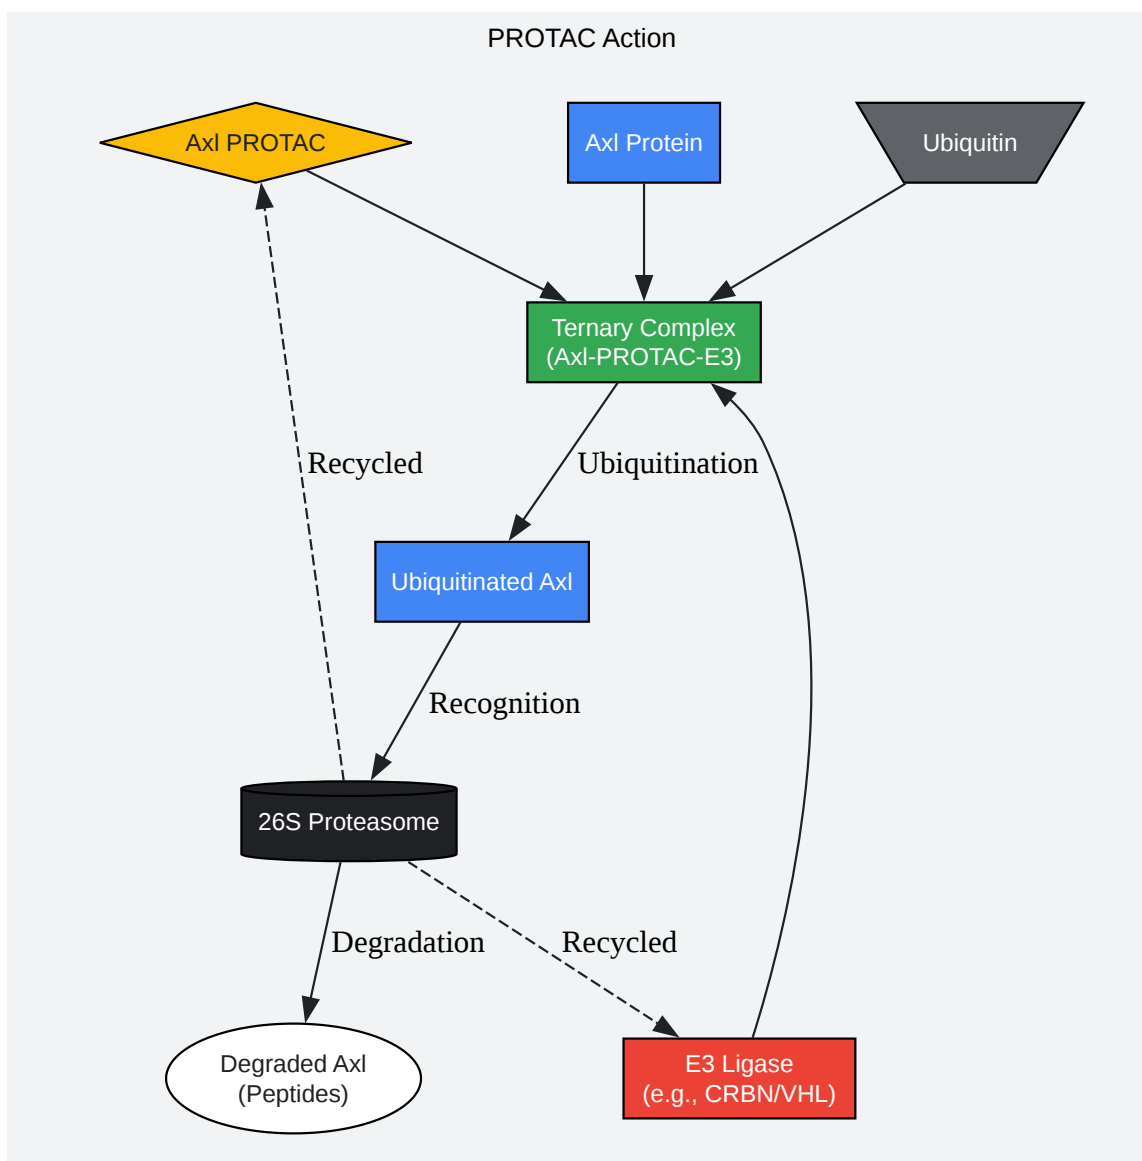 PROTAC Action
Axl PROTAC
Axl Protein
Ubiquitin
Ternary Complex
(Axl-PROTAC-E3)
Recycled
Ubiquitination
Ubiquitinated Axl
Recognition
26S Proteasome
Degradation
Recycled
Degraded Axl
(Peptides)
E3 Ligase
(e.g., CRBN/VHL)